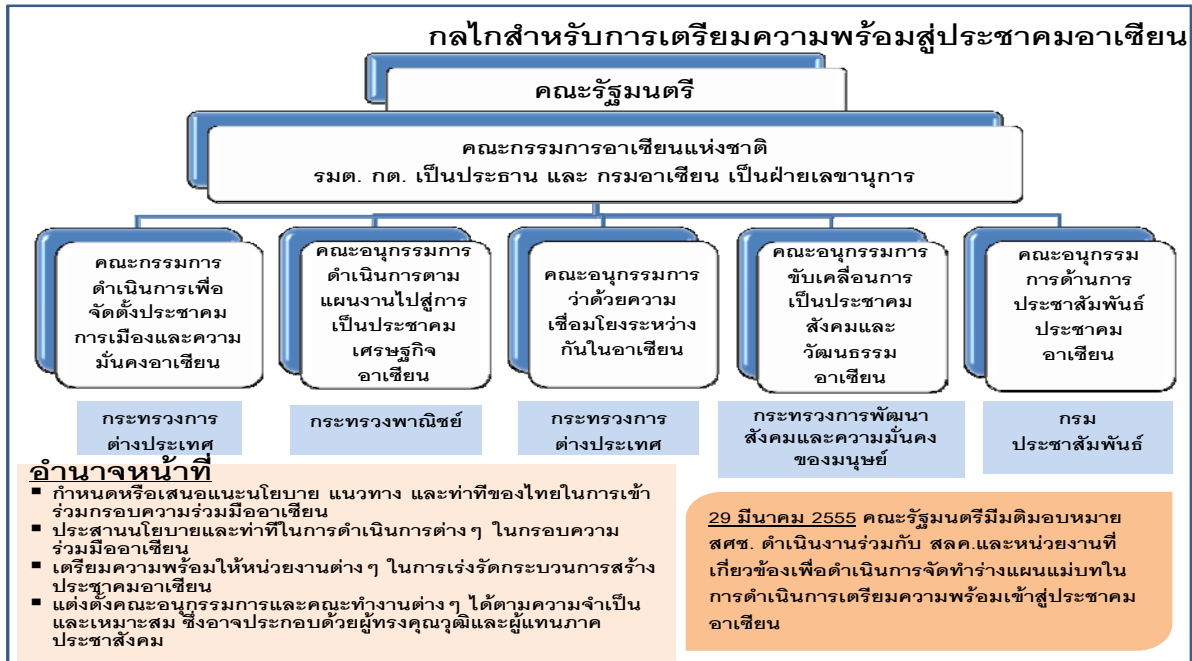 กลไกสำหรับการเตรียมความพร้อมสู่ประชาคมอาเซียน
คณะรัฐมนตรี
คณะกรรมการอาเซียนแห่งชาติ
รมต. กต. เป็นประธาน และ กรมอาเซียน เป็นฝ่ายเลขานุการ
คณะกรรมการ
ดำเนินการเพื่อ
จัดตั้งประชาคม
การเมืองและความ
มั่นคงอาเซียน
คณะอนุกรรมการ
ดำเนินการตาม
แผนงานไปสู่การ
เป็นประชาคม
เศรษฐกิจ
อาเซียน
คณะอนุกรรมการ
ว่าด้วยความ
เชื่อมโยงระหว่าง
กันในอาเซียน
คณะอนุกรรมการ
ขับเคลื่อนการ
เป็นประชาคม
สังคมและ
วัฒนธรรม
อาเซียน
คณะอนุกรรม
การด้านการ
ประชาสัมพันธ์
ประชาคม
อาเซียน
กระทรวงการ
ต่างประเทศ
กระทรวงพาณิชย์
กระทรวงการ
ต่างประเทศ
กระทรวงการพัฒนา
สังคมและความมั่นคง
ของมนุษย์
กรม
ประชาสัมพันธ์
อำนาจหน้าที่
▪ กำหนดหรือเสนอแนะนโยบาย แนวทาง และท่าทีของไทยในการเข้า
ร่วมกรอบความร่วมมืออาเซียน
▪ ประสานนโยบายและท่าทีในการดำเนินการต่างๆ ในกรอบความ
ร่วมมืออาเซียน
▪ เตรียมความพร้อมให้หน่วยงานต่างๆ ในการเร่งรัดกระบวนการสร้าง
ประชาคมอาเซียน
▪ แต่งตั้งคณะอนุกรรมการและคณะทำงานต่างๆ ได้ตามความจำเป็น
และเหมาะสม ซึ่งอาจประกอบด้วยผู้ทรงคุณวุฒิและผู้แทนภาค
ประชาสังคม
29 มีนาคม 2555 คณะรัฐมนตรีมีมติมอบหมาย
สศช. ดำเนินงานร่วมกับ สลค.และหน่วยงานที่
เกี่ยวข้องเพื่อดำเนินการจัดทำร่างแผนแม่บทใน
การดำเนินการเตรียมความพร้อมเข้าสู่ประชาคม
อาเซียน